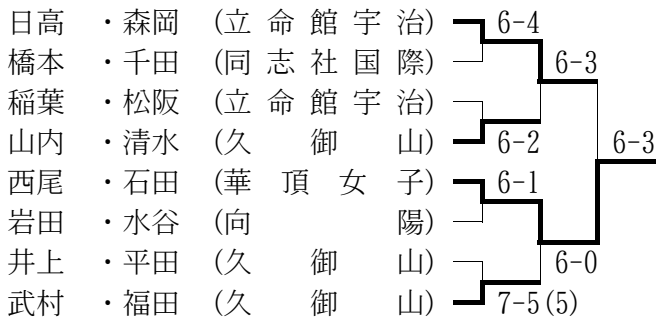 日高 ・森岡 (立命館宇治) 6-4
橋本 ・千田 (同志社国際) 6-3
稲葉 ・松阪 (立命館宇治)
山内 ・清水 (久御山) 6-2 6-3
西尾 ・石田 (華頂女子) 6-1
岩田 ・水谷 (向陽)
井上 ・平田 (久御山) 6-0
武村 ・福田 (久御山) 7-5(5)